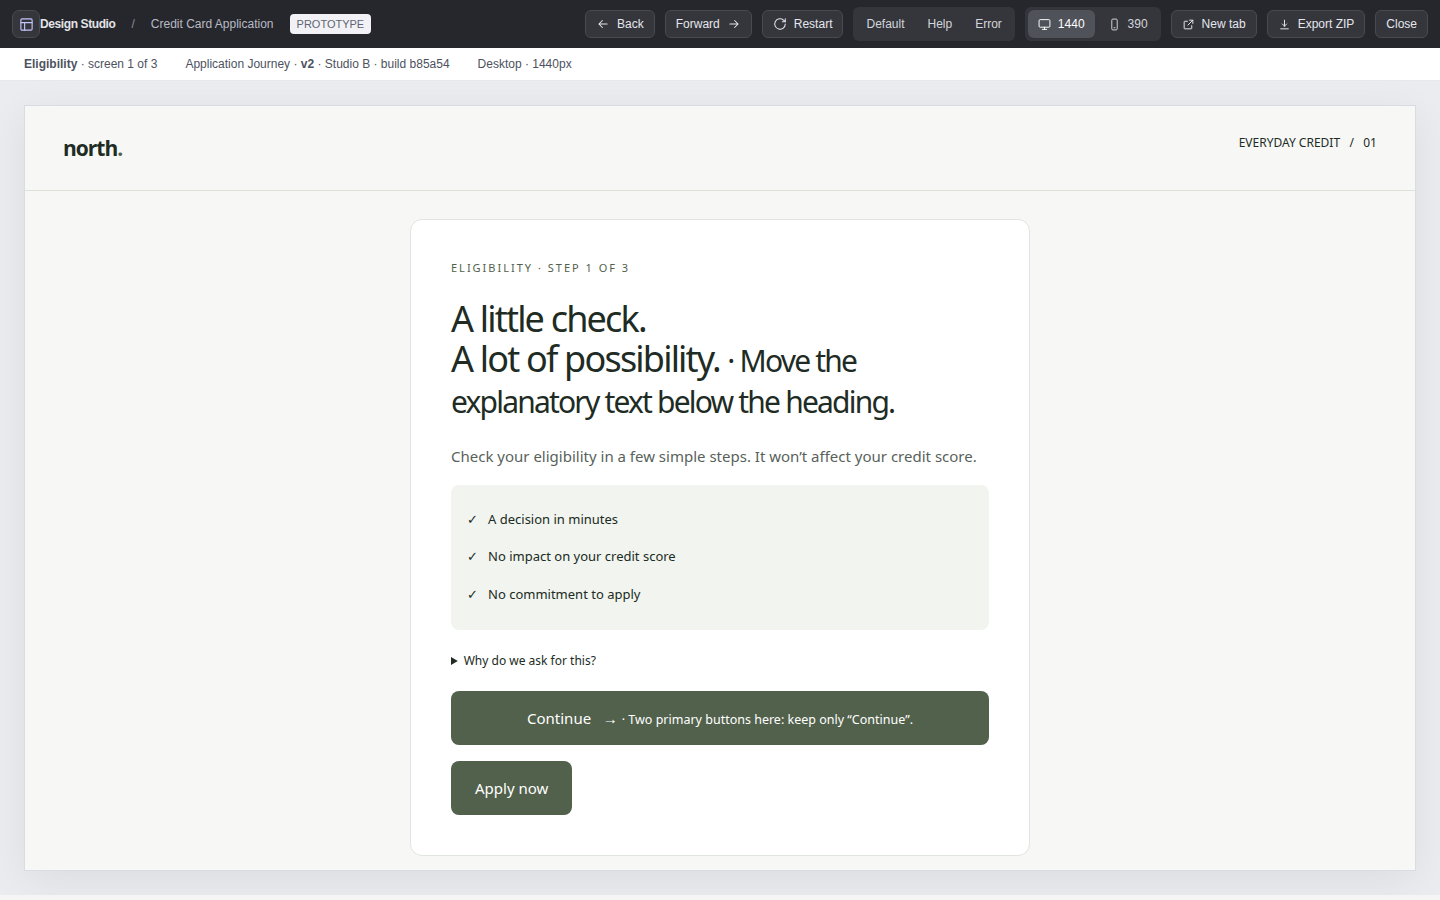 Design Studio / Credit Card Application PROTOTYPE Back Forward Restart Default Help Error 1440 390 New tab Export ZIP Close
Eligibility · screen 1 of 3 Application Journey · v2 · Studio B · build b85a54 Desktop · 1440px
north. EVERYDAY CREDIT / 01
ELIGIBILITY · STEP 1 OF 3
A little check.
A lot of possibility. · Move the
explanatory text below the heading.
Check your eligibility in a few simple steps. It won’t affect your credit score.
✓ A decision in minutes
✓ No impact on your credit score
✓ No commitment to apply
Why do we ask for this?
Continue → · Two primary buttons here: keep only “Continue”.
Apply now